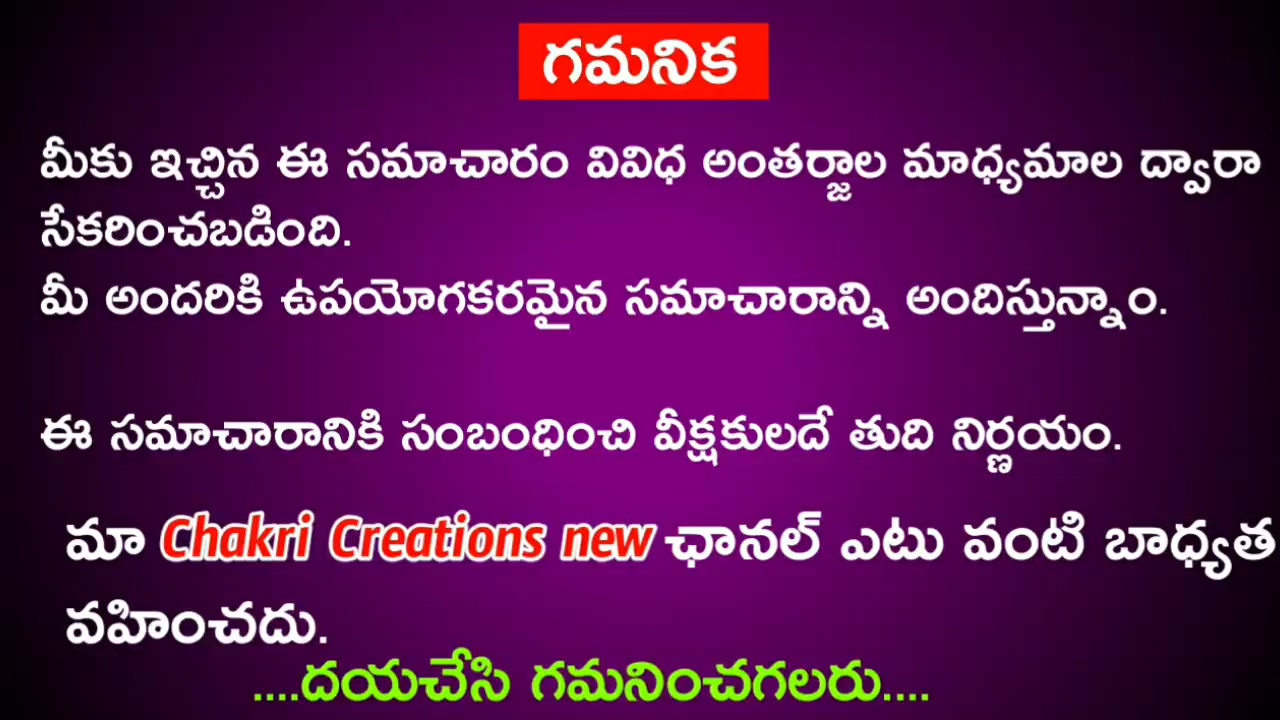 గమనిక
మీకు ఇచ్చిన ఈ సమాచారం వివిధ అంతర్జాల మాధ్యమాల ద్వారా
సేకరించబడింది.
మీ అందరికి ఉపయోగకరమైన సమాచారాన్ని అందిస్తున్నాం.
ఈ సమాచారానికి సంబంధించి వీక్షకులదే తుది నిర్ణయం.
మా Chakri Creations new ఛానల్ ఎటు వంటి బాధ్యత
వహించదు.
....దయచేసి గమనించగలరు....